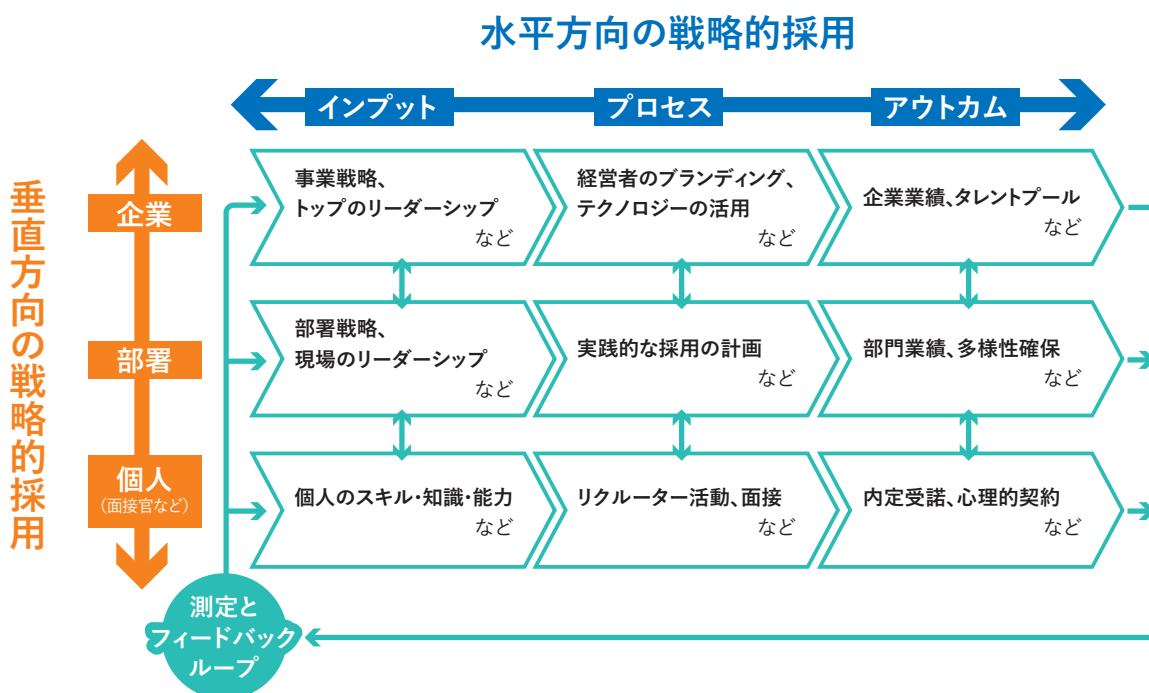 水平方向の戦略的採用
インプット
プロセス
アウトカム
垂直方向の戦略的採用
企業
事業戦略、
トップのリーダーシップ
など
経営者のブランディング、
テクノロジーの活用
など
企業業績、タレントプール
など
部署
部署戦略、
現場のリーダーシップ
など
実践的な採用の計画
など
部門業績、多様性確保
など
個人
（面接官など）
個人のスキル・知識・能力
など
リクルーター活動、面接
など
内定受諾、心理的契約
など
測定と
フィードバック
ループ